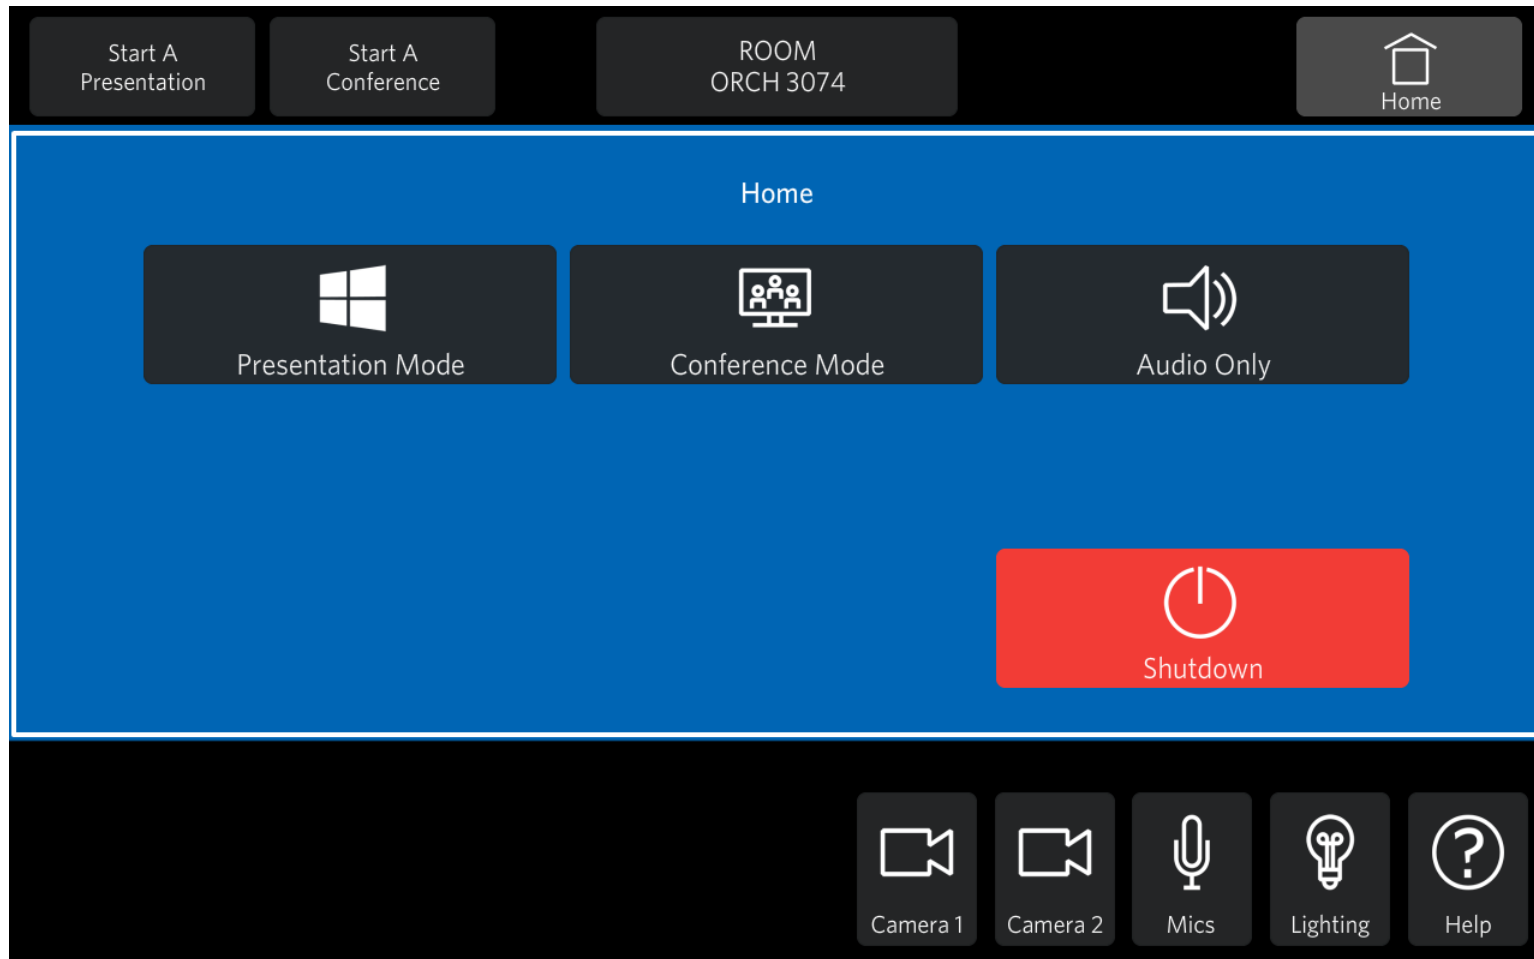 Start A
Presentation
Start A
Conference
ROOM
ORCH 3074
Home
Home
Presentation Mode
Conference Mode
Audio Only
Shutdown
Camera 1
Camera 2
Mics
Lighting
Help